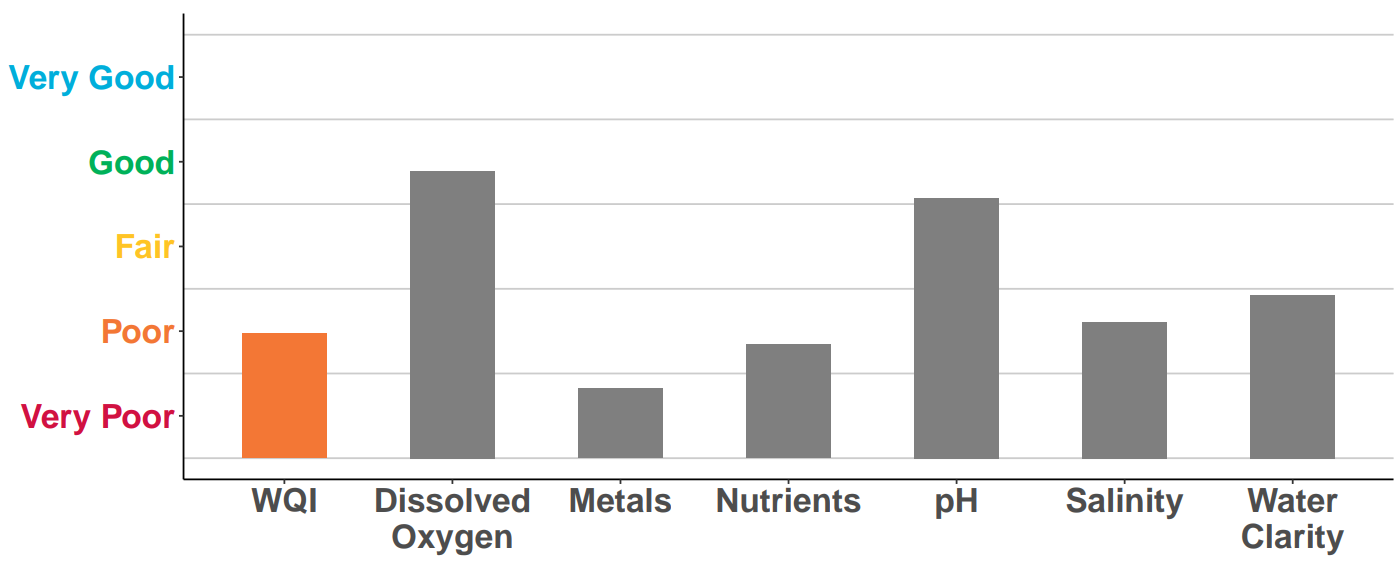 Very Good
Good
Fair
Poor
Very Poor
WQI
Dissolved
Oxygen
Metals
Nutrients
pH
Salinity
Water
Clarity